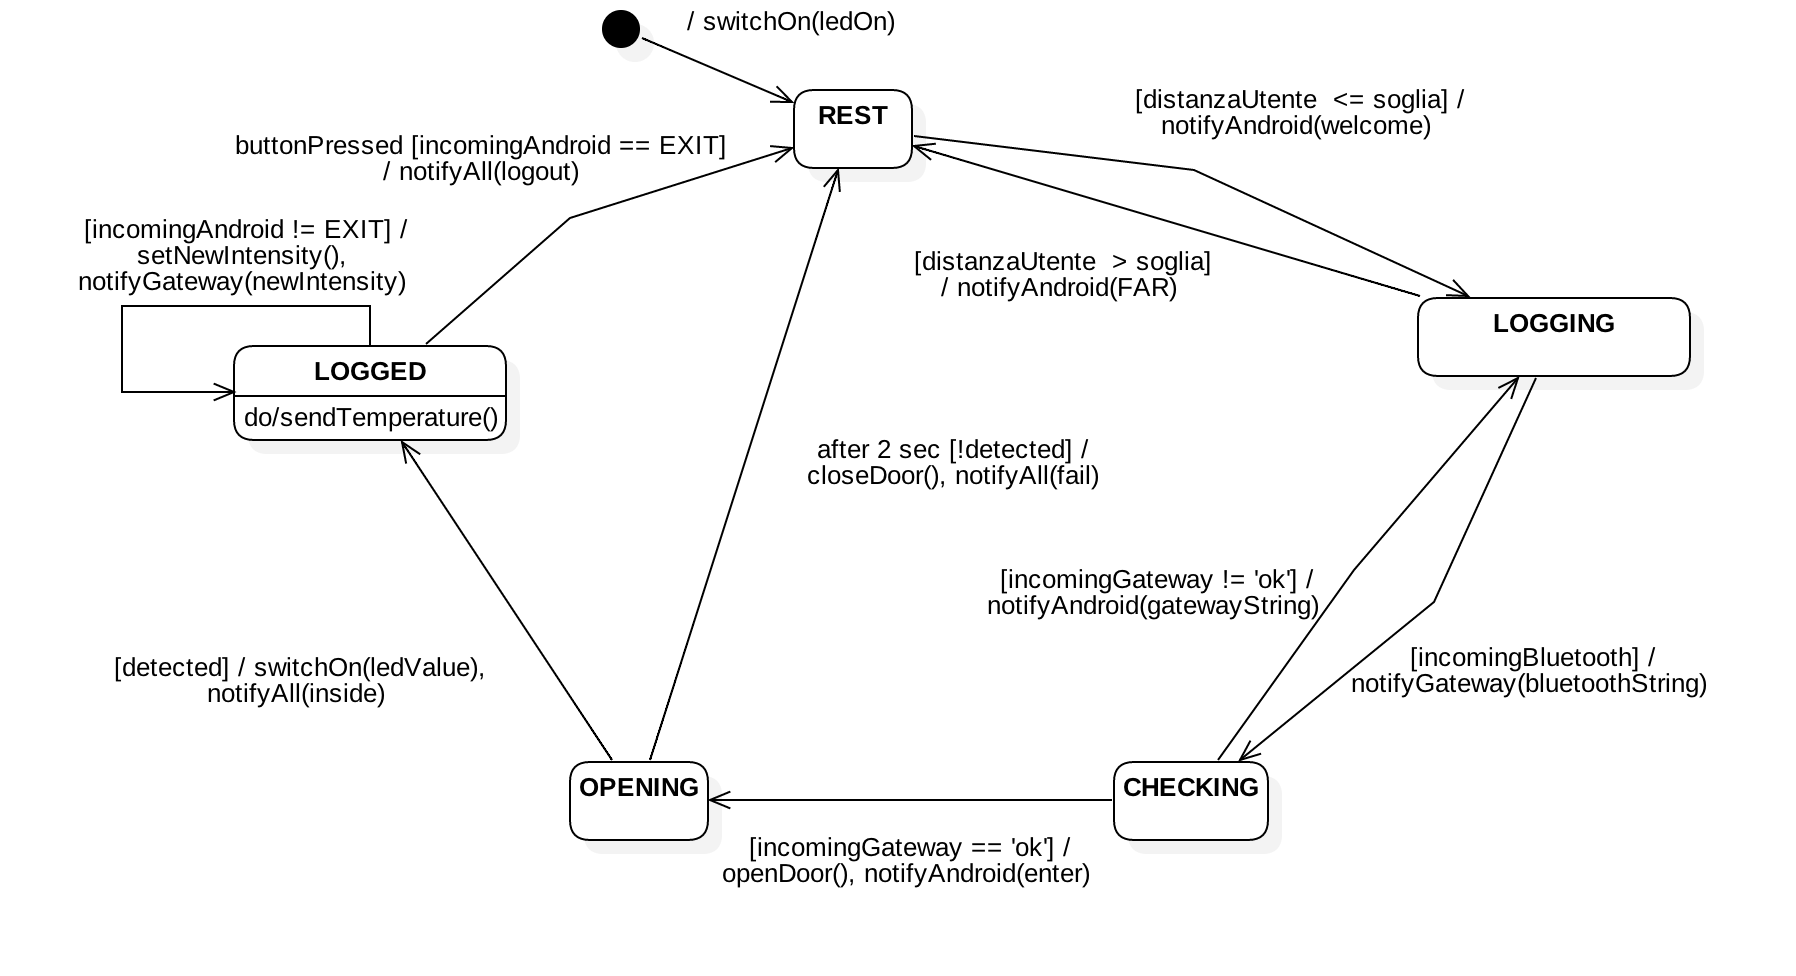 / switchOn(ledOn)
REST
[distanzaUtente  <= soglia] /
notifyAndroid(welcome)
buttonPressed [incomingAndroid == EXIT]
/ notifyAll(logout)
[incomingAndroid != EXIT] /
setNewIntensity(),
notifyGateway(newIntensity)
[distanzaUtente  > soglia]
/ notifyAndroid(FAR)
LOGGING
LOGGED
do/sendTemperature()
after 2 sec [!detected] /
closeDoor(), notifyAll(fail)
[incomingGateway != 'ok'] /
notifyAndroid(gatewayString)
[incomingBluetooth] /
notifyGateway(bluetoothString)
[detected] / switchOn(ledValue),
notifyAll(inside)
OPENING
CHECKING
[incomingGateway == 'ok'] /
openDoor(), notifyAndroid(enter)